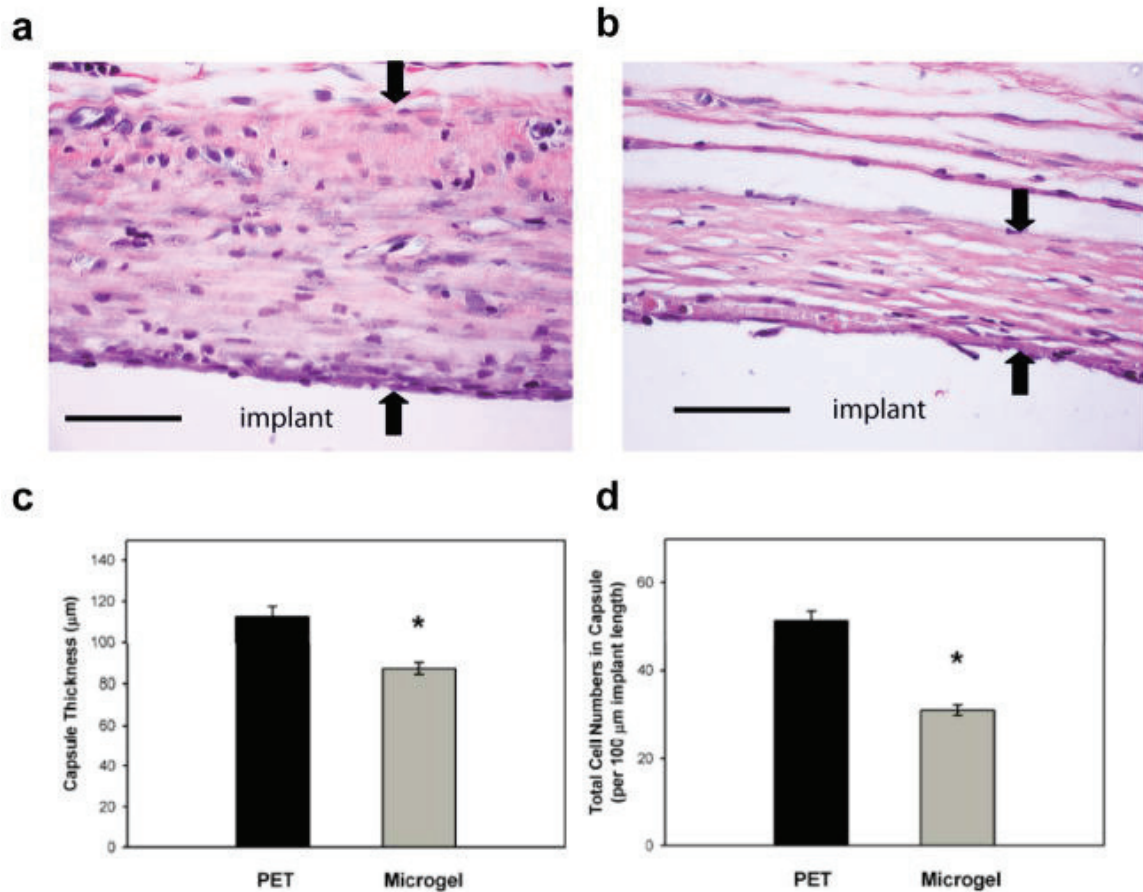 a
b
implant
implant
c
d
Capsule Thickness (μm)
140
120
100
80
60
40
20
0
*
PET
Microgel
Total Cell Numbers in Capsule
(per 100 μm implant length)
60
40
20
0
*
PET
Microgel